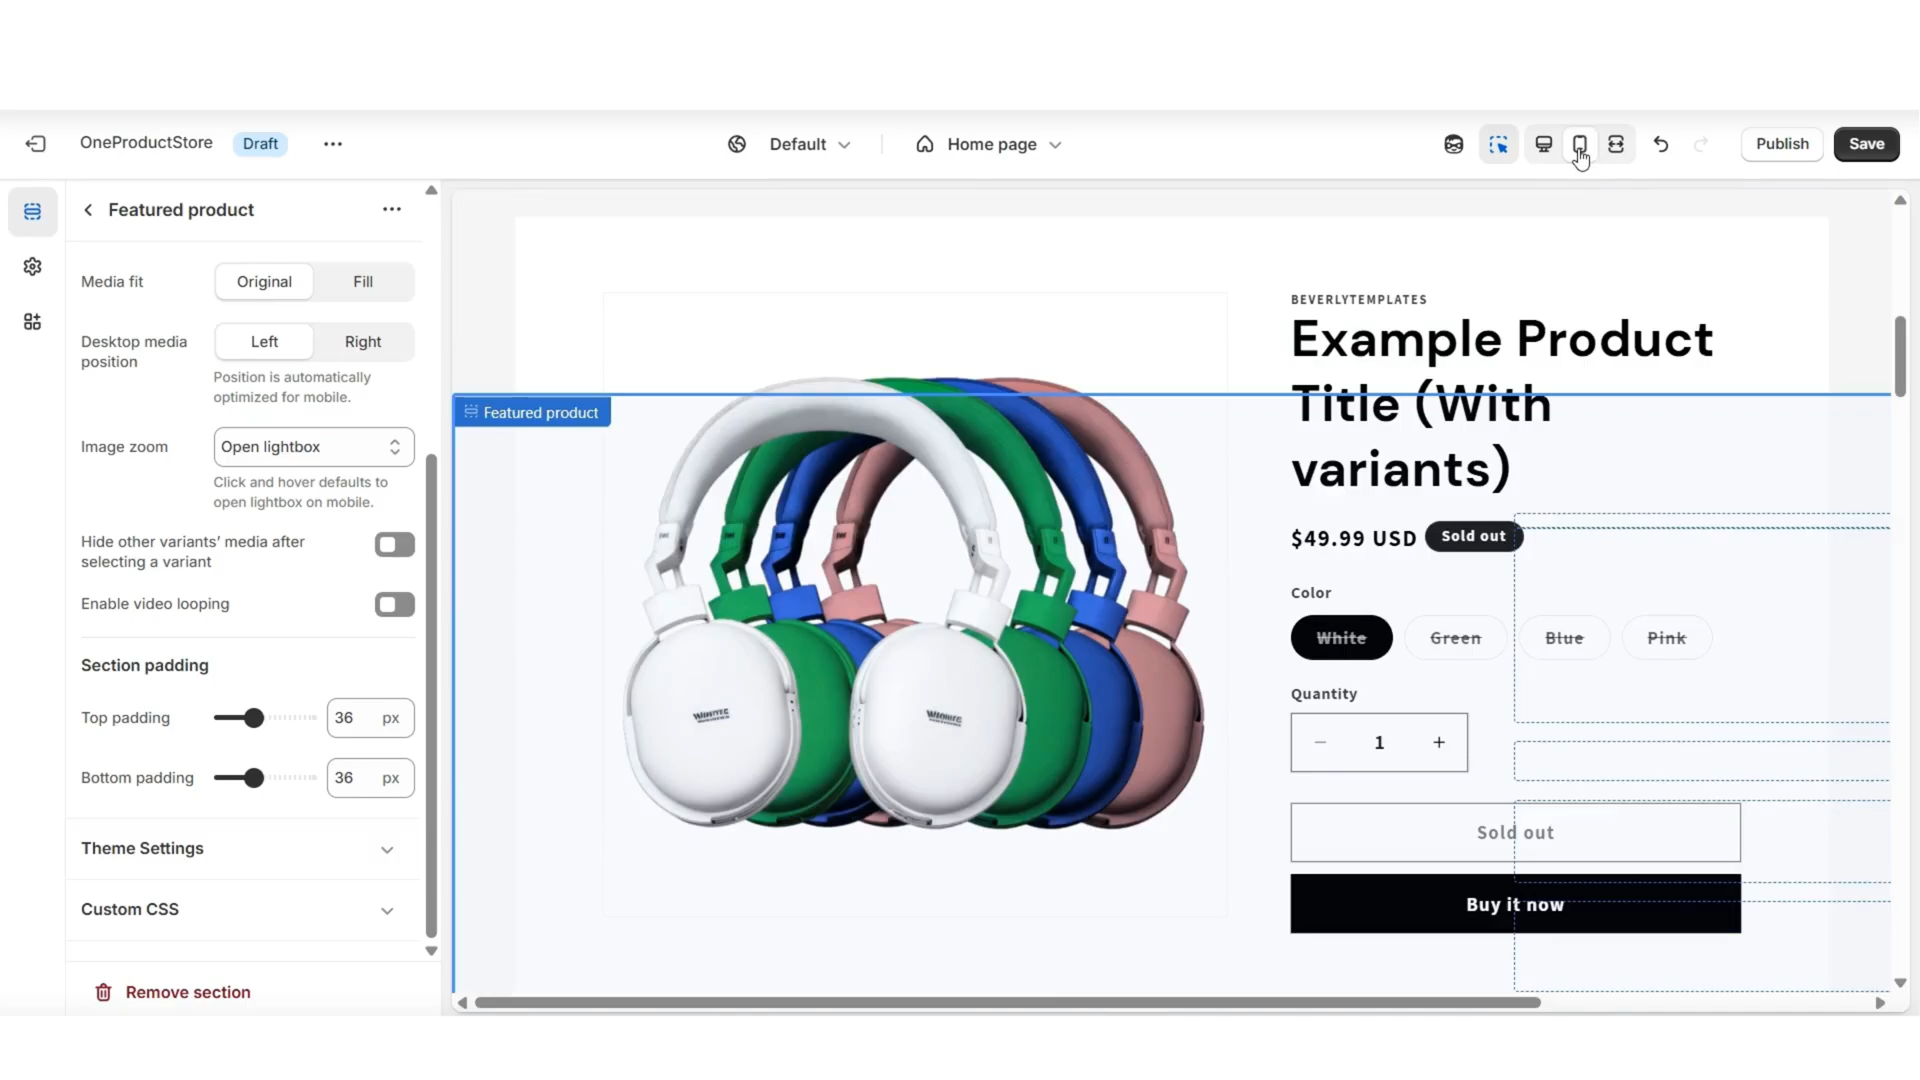 OneProductStore
Draft
Default
Home page
Publish
Save
Featured product
Media fit
Original
Fill
Desktop media
position
Left
Right
Position is automatically
optimized for mobile.
Image zoom
Open lightbox
Click and hover defaults to
open lightbox on mobile.
Hide other variants’ media after
selecting a variant
Enable video looping
Section padding
Top padding
36 px
Bottom padding
36 px
Theme Settings
Custom CSS
Remove section
Featured product
BEVERLYTEMPLATES
Example Product
Title (With
variants)
$49.99 USD
Sold out
Color
White
Green
Blue
Pink
Quantity
1
Sold out
Buy it now